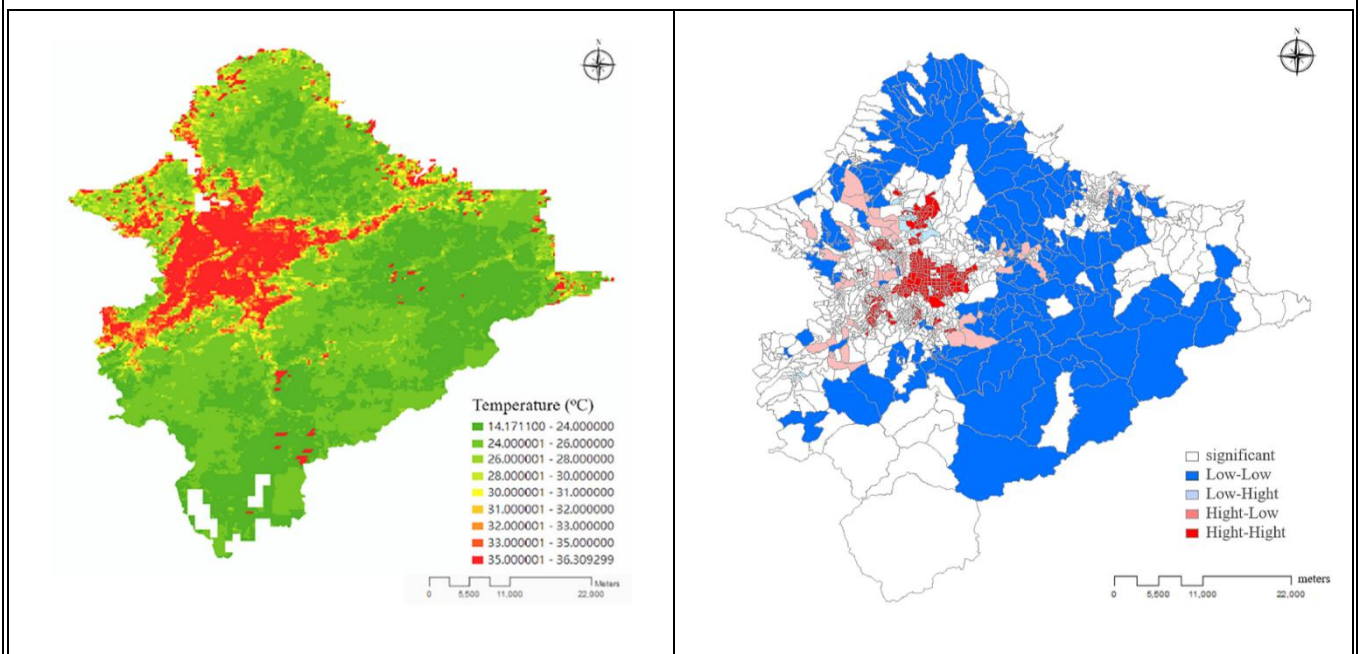 N
Temperature (ºC)
14.171100 - 24.000000
24.000001 - 26.000000
26.000001 - 28.000000
28.000001 - 30.000000
30.000001 - 31.000000
31.000001 - 32.000000
32.000001 - 33.000000
33.000001 - 35.000000
35.000001 - 36.309299
Meters
0 5,500 11,000 22,000
N
significant
Low-Low
Low-Hight
Hight-Low
Hight-Hight
meters
0 5,500 11,000 22,000